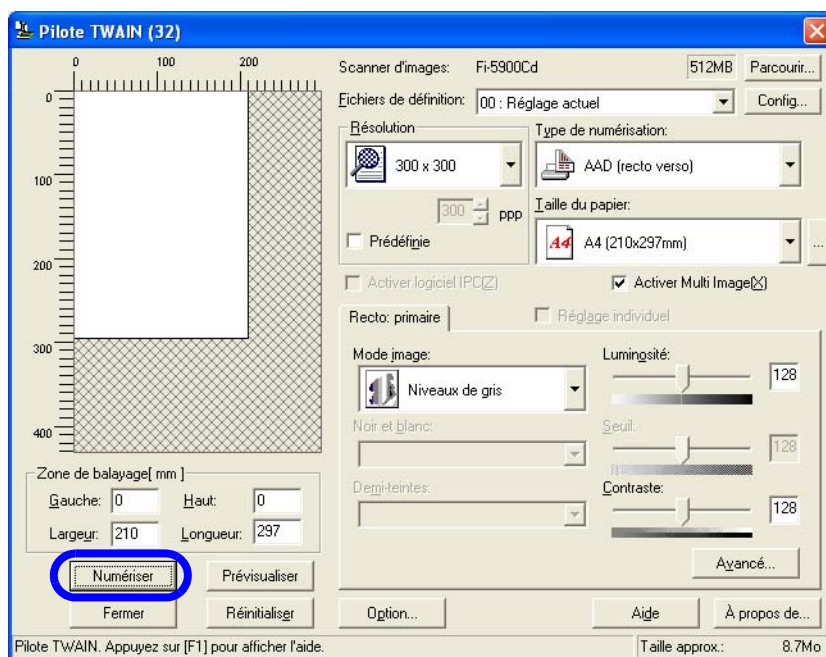 Pilote TWAIN (32)
0 100 200
0
100
200
300
400
Zone de balayage[ mm ]
Gauche: 0 Haut: 0
Largeur: 210 Longueur: 297
Numériser Prévisualiser
Fermer Réinitialiser
Scanner d'images: Fi-5900Cd 512MB Parcourir...
Fichiers de définition: 00 : Réglage actuel Config...
Résolution
300 x 300
300 ppp
Prédéfinie
Type de numérisation:
AAD (recto verso)
Taille du papier:
A4 A4 (210x297mm) ...
Activer logiciel IPC(Z) Activer Multi Image(X)
Recto: primaire Réglage individuel
Mode image:
Niveaux de gris
Noir et blanc:
Demi-teintes:
Luminosité:
128
Seuil:
128
Contraste:
128
Avancé...
Option... Aide À propos de...
Pilote TWAIN. Appuyez sur [F1] pour afficher l'aide. Taille approx.: 8.7Mo